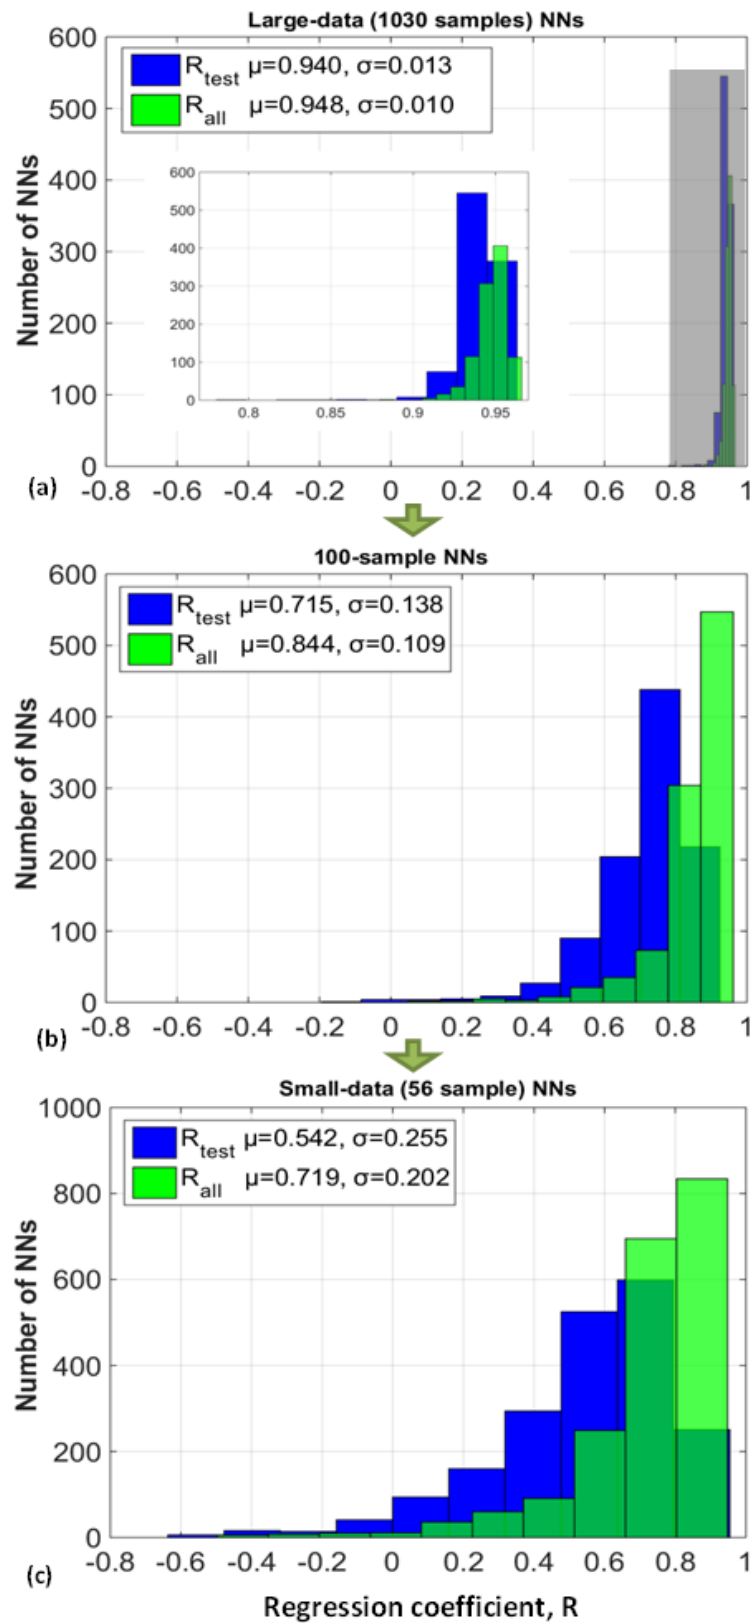 Large-data (1030 samples) NNs
600
500
400
300
200
100
0
Number of NNs
R_test μ=0.940, σ=0.013
R_all μ=0.948, σ=0.010
600
500
400
300
200
100
0
0.8 0.85 0.9 0.95
-0.8 -0.6 -0.4 -0.2 0 0.2 0.4 0.6 0.8 1
(a)
100-sample NNs
600
500
400
300
200
100
0
Number of NNs
R_test μ=0.715, σ=0.138
R_all μ=0.844, σ=0.109
-0.8 -0.6 -0.4 -0.2 0 0.2 0.4 0.6 0.8 1
(b)
Small-data (56 sample) NNs
1000
800
600
400
200
0
Number of NNs
R_test μ=0.542, σ=0.255
R_all μ=0.719, σ=0.202
-0.8 -0.6 -0.4 -0.2 0 0.2 0.4 0.6 0.8 1
(c)
Regression coefficient, R